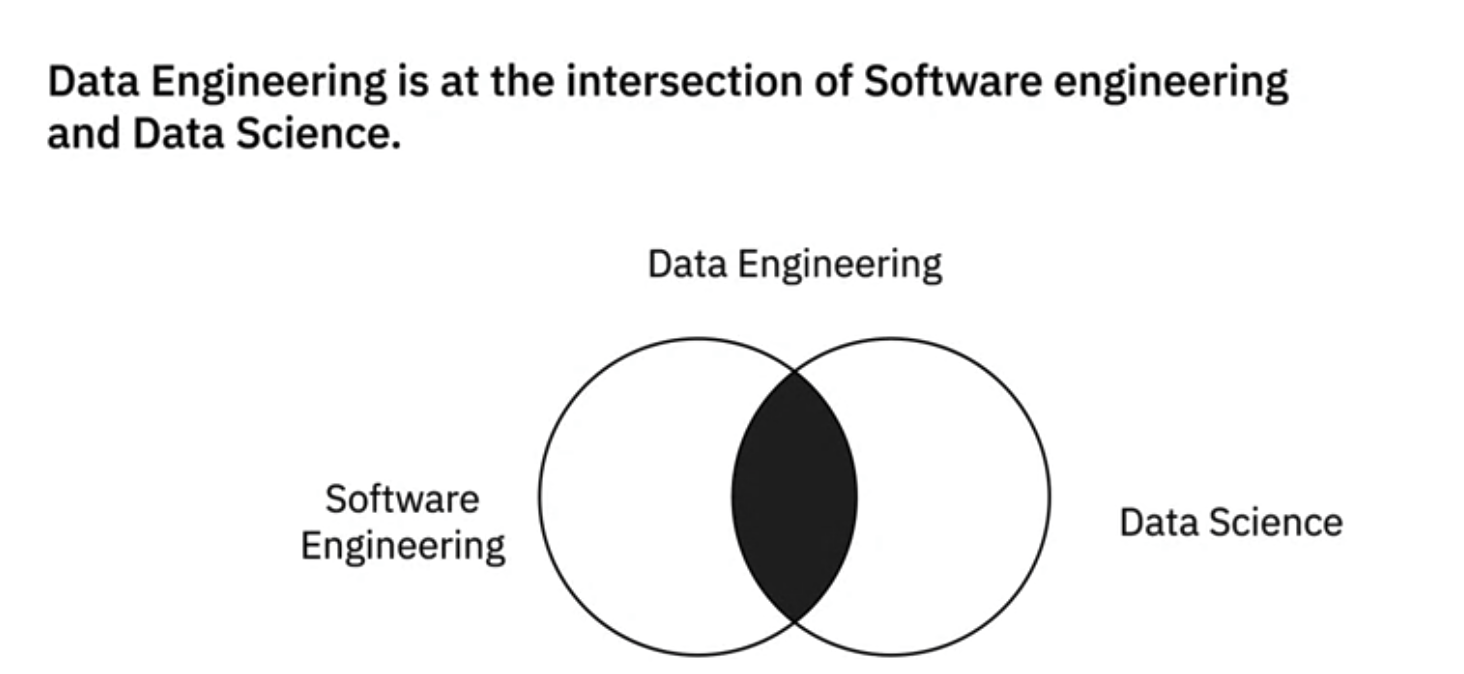 Data Engineering is at the intersection of Software engineering
and Data Science.
Data Engineering
Software
Engineering
Data Science